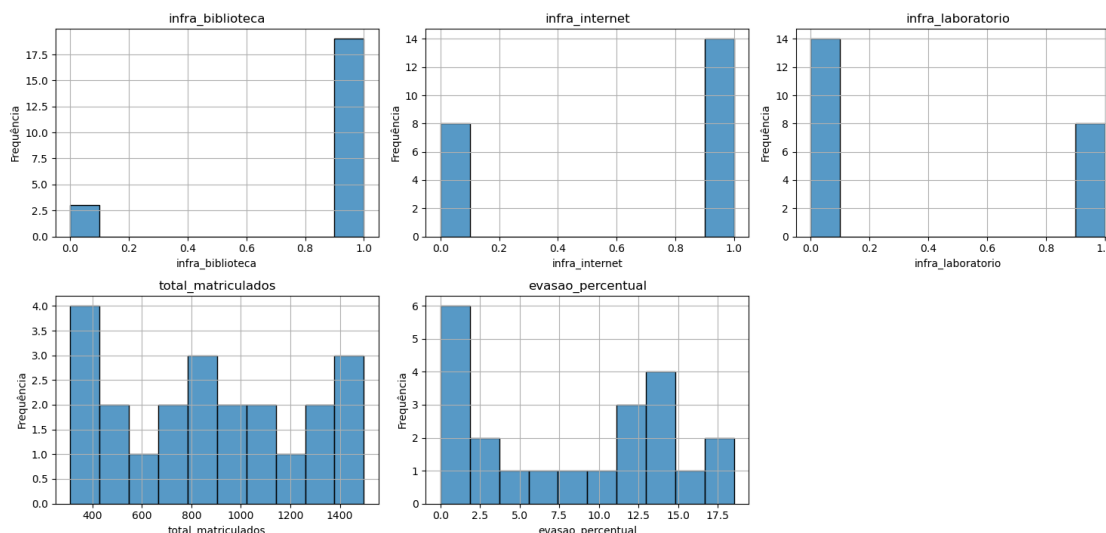 infra_biblioteca
Frequência
17.5
15.0
12.5
10.0
7.5
5.0
2.5
0.0
0.0 0.2 0.4 0.6 0.8 1.0
infra_biblioteca
infra_internet
Frequência
14
12
10
8
6
4
2
0
0.0 0.2 0.4 0.6 0.8 1.0
infra_internet
infra_laboratorio
Frequência
14
12
10
8
6
4
2
0
0.0 0.2 0.4 0.6 0.8 1.
infra_laboratorio
total_matriculados
Frequência
4.0
3.5
3.0
2.5
2.0
1.5
1.0
0.5
0.0
400 600 800 1000 1200 1400
total_matriculados
evasao_percentual
Frequência
6
5
4
3
2
1
0
0.0 2.5 5.0 7.5 10.0 12.5 15.0 17.5
evasao_percentual